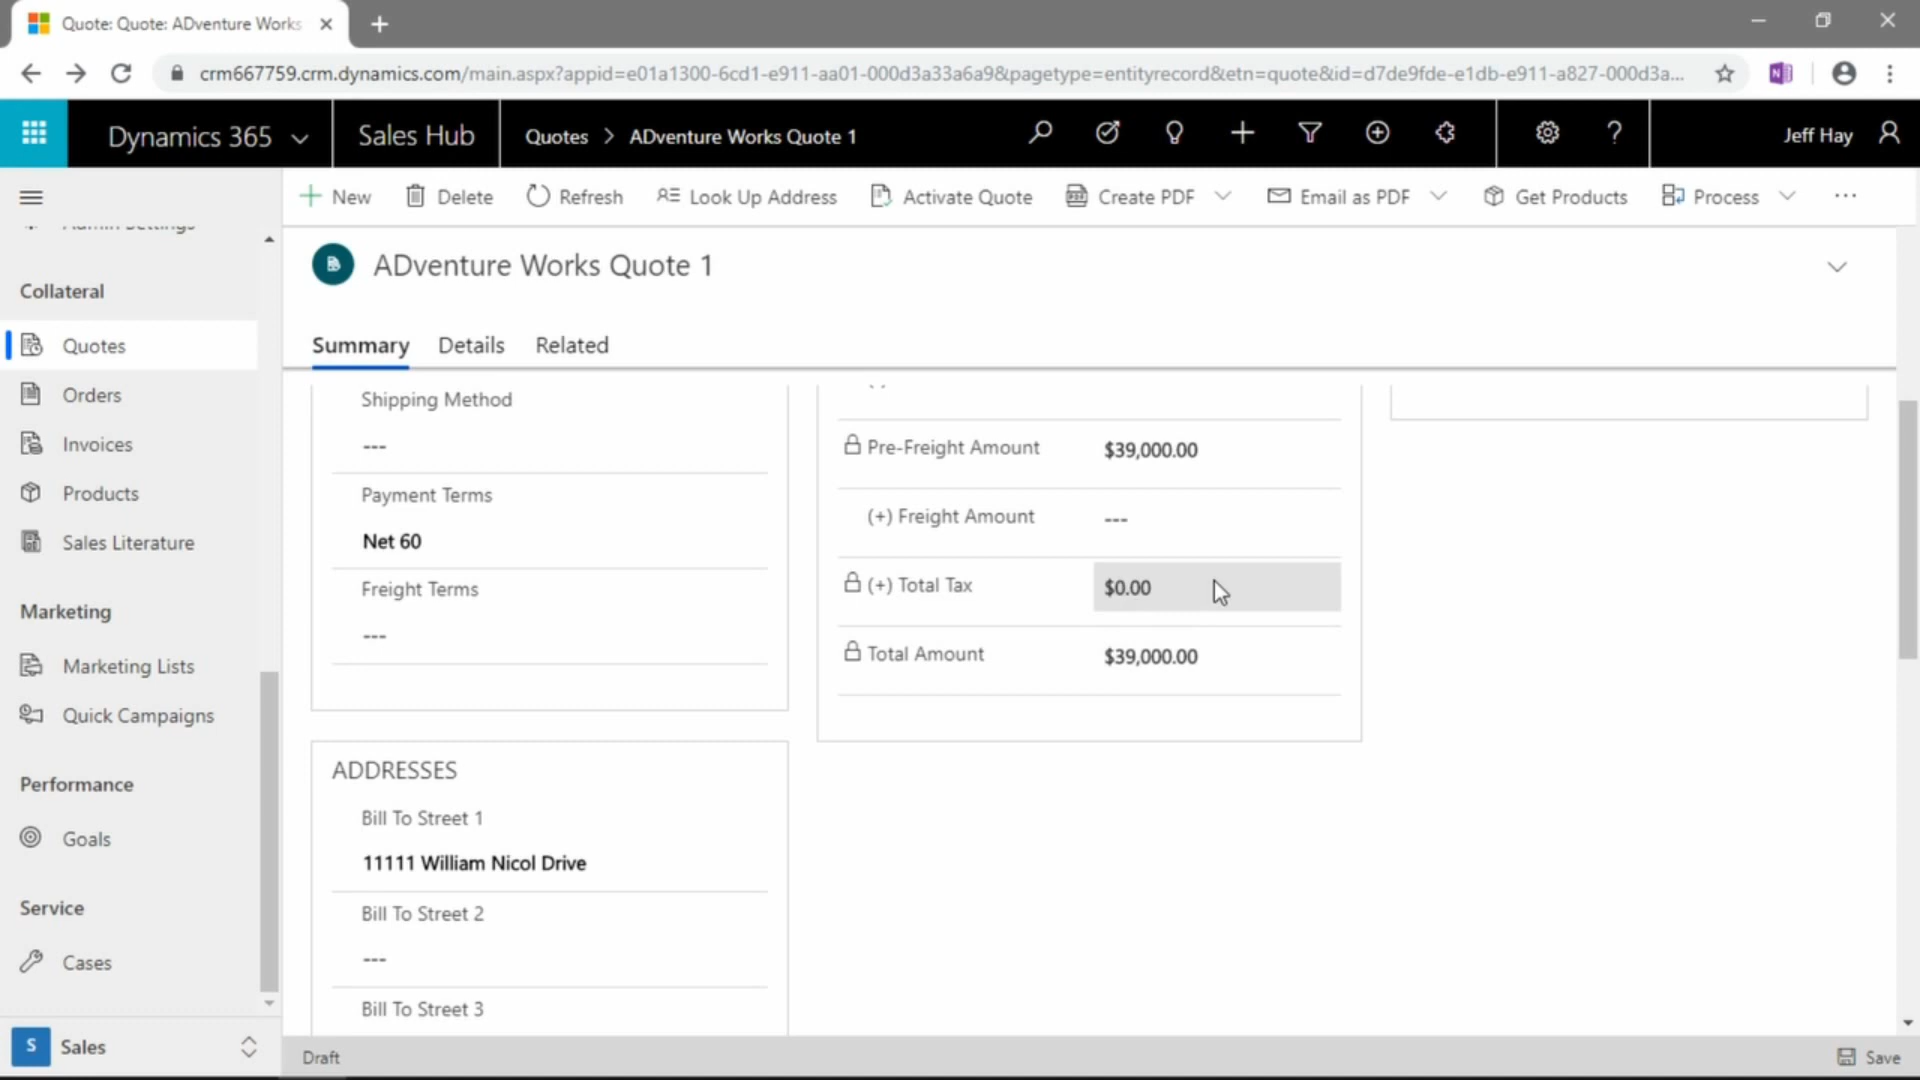 Quote: Quote: ADventure Works
crm667759.crm.dynamics.com/main.aspx?appid=e01a1300-6cd1-e911-aa01-000d3a33a6a9&pagetype=entityrecord&etn=quote&id=d7de9fde-e1db-e911-a827-000d3a...
Dynamics 365
Sales Hub
Quotes > ADventure Works Quote 1
Jeff Hay
New
Delete
Refresh
Look Up Address
Activate Quote
Create PDF
Email as PDF
Get Products
Process
Admin Settings
Collateral
Quotes
Orders
Invoices
Products
Sales Literature
Marketing
Marketing Lists
Quick Campaigns
Performance
Goals
Service
Cases
S
Sales
ADventure Works Quote 1
Summary
Details
Related
Shipping Method
---
Payment Terms
Net 60
Freight Terms
---
ADDRESSES
Bill To Street 1
11111 William Nicol Drive
Bill To Street 2
---
Bill To Street 3
Pre-Freight Amount
$39,000.00
(+) Freight Amount
---
(+) Total Tax
$0.00
Total Amount
$39,000.00
Draft
Save